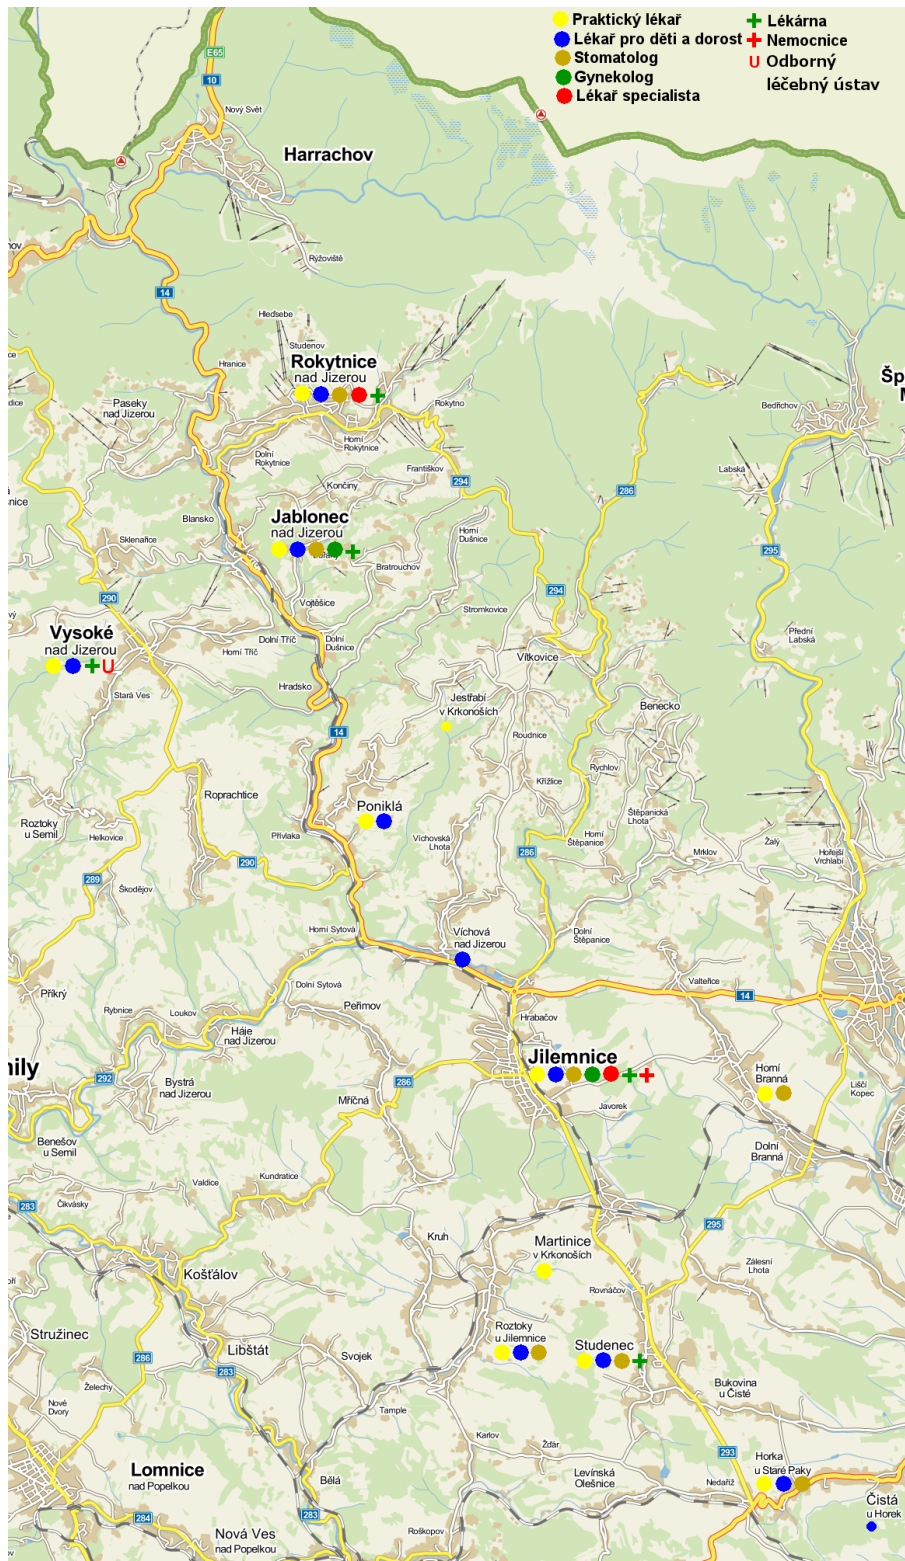 Praktický lékař
Lékař pro děti a dorost
Stomatolog
Gynekolog
Lékař specialista
Lékárna
Nemocnice
U Odborný
léčebný ústav
E65
10
Nový Svět
Harrachov
Rýžoviště
14
Hleďsebe
Studenov
Hranice
Rokytnice
nad Jizerou
Paseky
nad Jizerou
Rokytno
Horní
Rokytnice
Dolní
Rokytnice
Františkov
294
Končiny
286
Labská
Bedřichov
Šp
M
Blansko
Jablonec
nad Jizerou
Sklenařice
Bratrouchov
Horní
Dušnice
295
290
294
Vojtěšice
Stromkovice
Vysoké
nad Jizerou
U
Dolní Tříč
Horní Tříč
Dolní
Dušnice
Vítkovice
Přední
Labská
Stará Ves
Hradsko
Jestřabí
v Krkonoších
Benecko
14
Roudnice
Rychlov
Křížlice
Roprachtice
Poniklá
Štěpanická
Lhota
Roztoky
u Semil
Helkovice
Přívlaka
Víchovská
Lhota
Horní
Štěpanice
286
Mrklov
Žalý
Hořejší
Vrchlabí
290
289
Škodějov
Horní Sytová
Víchová
nad Jizerou
Dolní
Štěpanice
Příkrý
Dolní Sytová
Valteřice
14
Rybnice
Loukov
Peřimov
Hrabačov
Háje
nad Jizerou
mily
Jilemnice
292
286
Bystrá
nad Jizerou
Mříčná
Javorek
Horní
Branná
Liščí
Kopec
Benešov
u Semil
Dolní
Branná
Kundratice
Valdice
283
Čikvásky
295
Kruh
Martinice
v Krkonoších
Zálesní
Lhota
Košťálov
Rovnáčov
Stružinec
Roztoky
u Jilemnice
Studenec
Libštát
286
Svojek
283
Želechy
Bukovina
u Čisté
Nové
Dvory
Tample
Karlov
Žďár
293
Horka
u Staré Paky
Lomnice
nad Popelkou
Bělá
Levínská
Olešnice
Nedaříž
Čistá
u Horek
284
283
Nová Ves
nad Popelkou
Roškopov